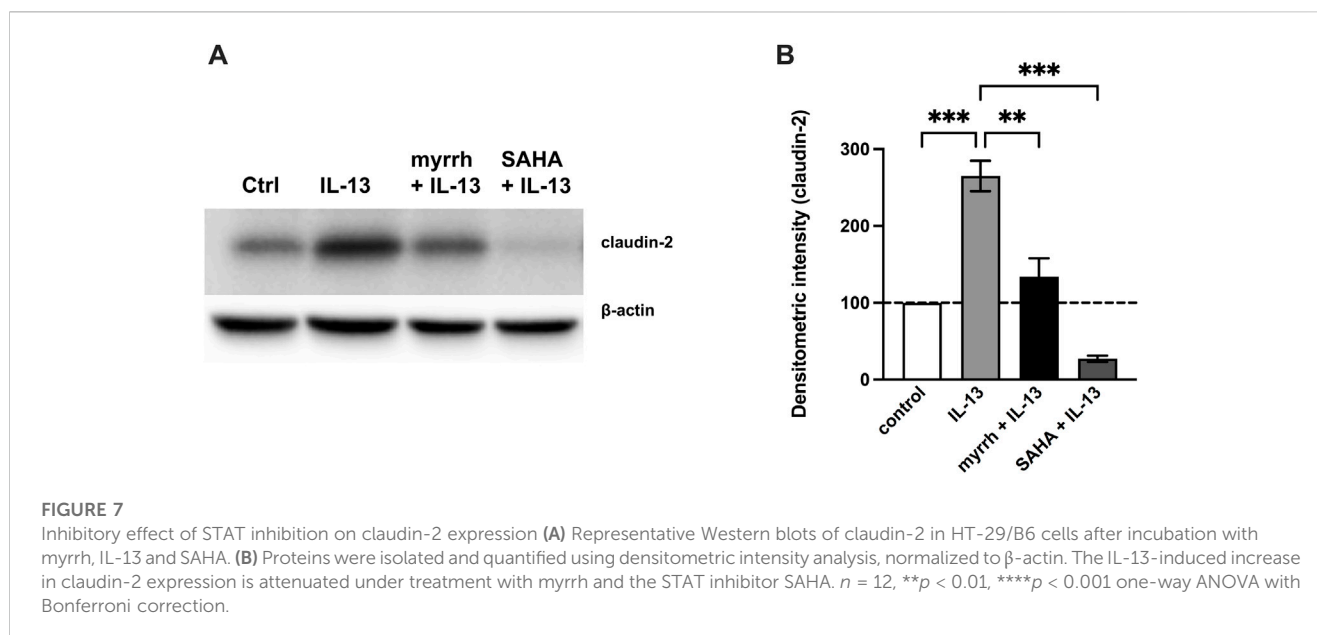 A
Ctrl
IL-13
myrrh
+ IL-13
SAHA
+ IL-13
claudin-2
β-actin
B
Densitometric intensity (claudin-2)
300
200
100
0
***
***
**
control
IL-13
myrrh + IL-13
SAHA + IL-13
FIGURE 7
Inhibitory effect of STAT inhibition on claudin-2 expression (A) Representative Western blots of claudin-2 in HT-29/B6 cells after incubation with
myrrh, IL-13 and SAHA. (B) Proteins were isolated and quantified using densitometric intensity analysis, normalized to β-actin. The IL-13-induced increase
in claudin-2 expression is attenuated under treatment with myrrh and the STAT inhibitor SAHA. n = 12, **p < 0.01, ****p < 0.001 one-way ANOVA with
Bonferroni correction.